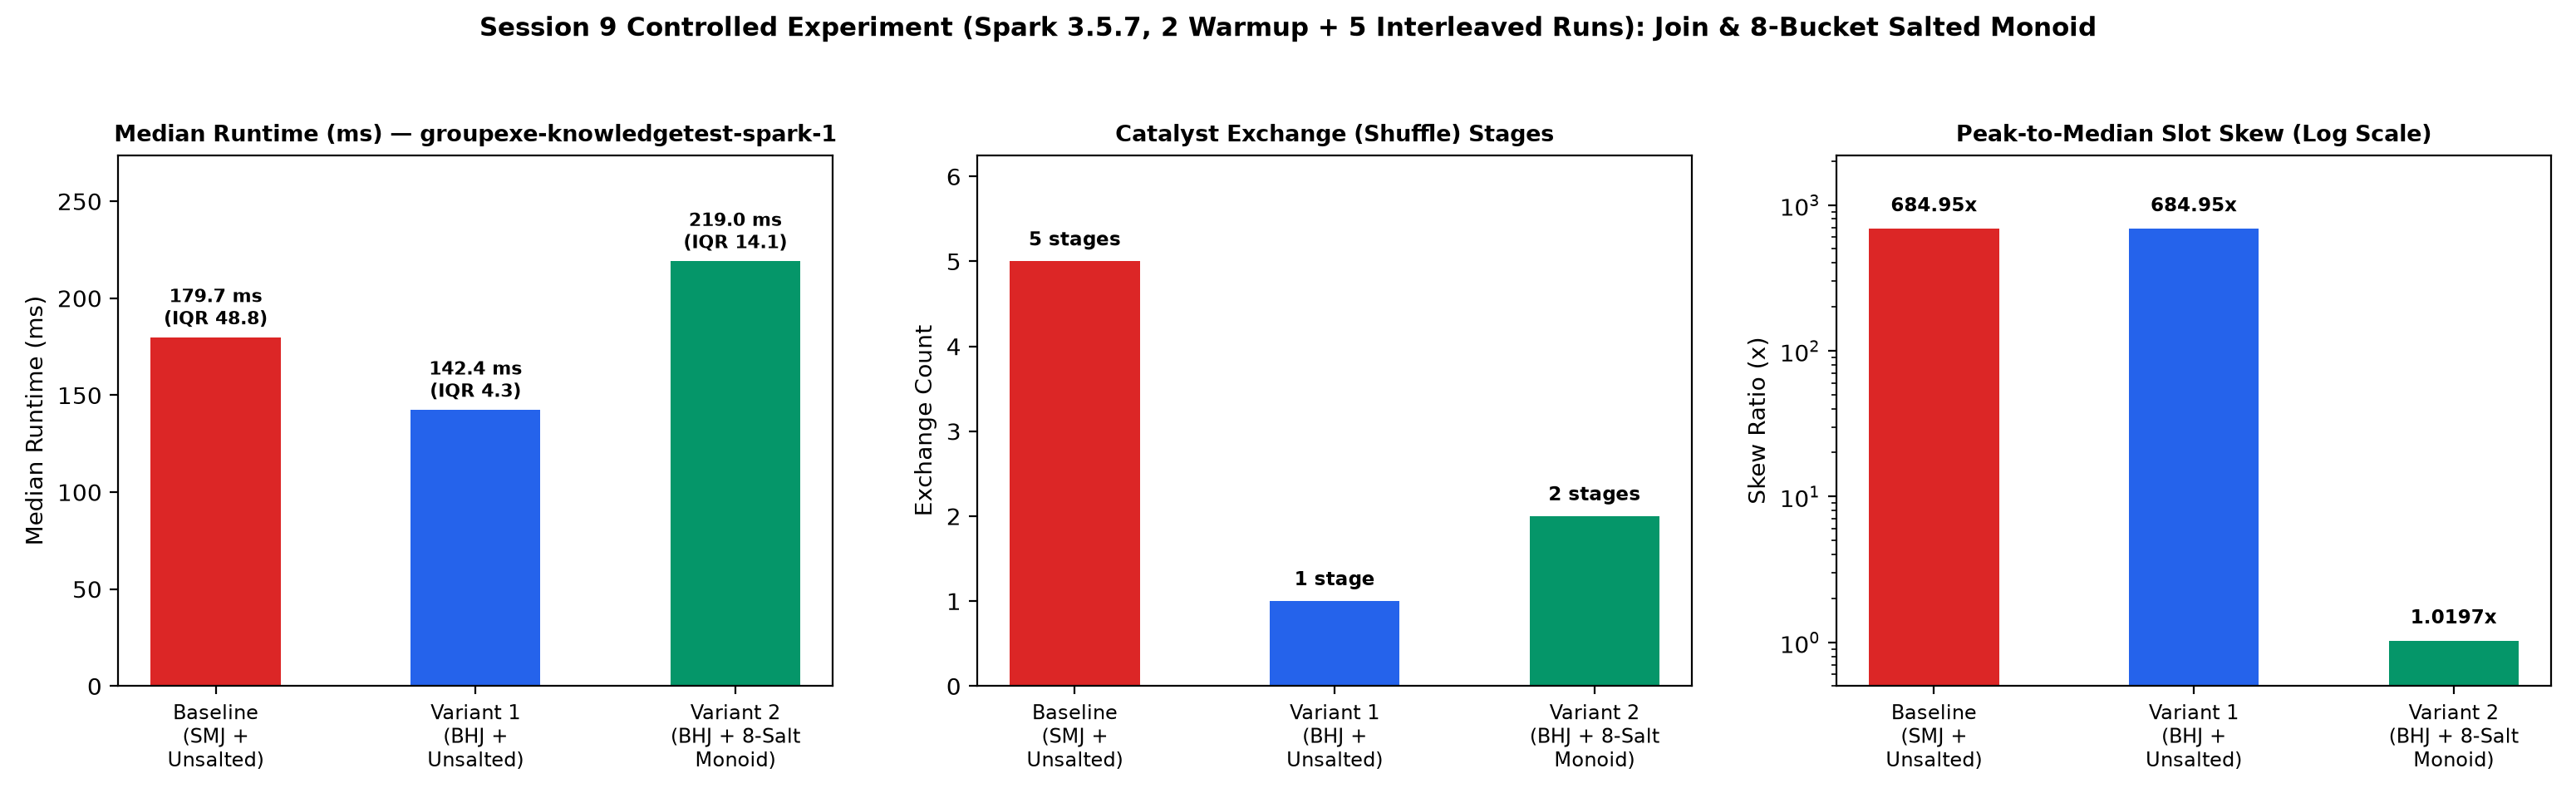 Session 9 Controlled Experiment (Spark 3.5.7, 2 Warmup + 5 Interleaved Runs): Join & 8-Bucket Salted Monoid
Median Runtime (ms) — groupexe-knowledgetest-spark-1
Median Runtime (ms)
250
200
150
100
50
0
179.7 ms
(IQR 48.8)
142.4 ms
(IQR 4.3)
219.0 ms
(IQR 14.1)
Baseline
(SMJ +
Unsalted)
Variant 1
(BHJ +
Unsalted)
Variant 2
(BHJ + 8-Salt
Monoid)
Catalyst Exchange (Shuffle) Stages
Exchange Count
6
5
4
3
2
1
0
5 stages
1 stage
2 stages
Baseline
(SMJ +
Unsalted)
Variant 1
(BHJ +
Unsalted)
Variant 2
(BHJ + 8-Salt
Monoid)
Peak-to-Median Slot Skew (Log Scale)
Skew Ratio (x)
10³
10²
10¹
10⁰
684.95x
684.95x
1.0197x
Baseline
(SMJ +
Unsalted)
Variant 1
(BHJ +
Unsalted)
Variant 2
(BHJ + 8-Salt
Monoid)